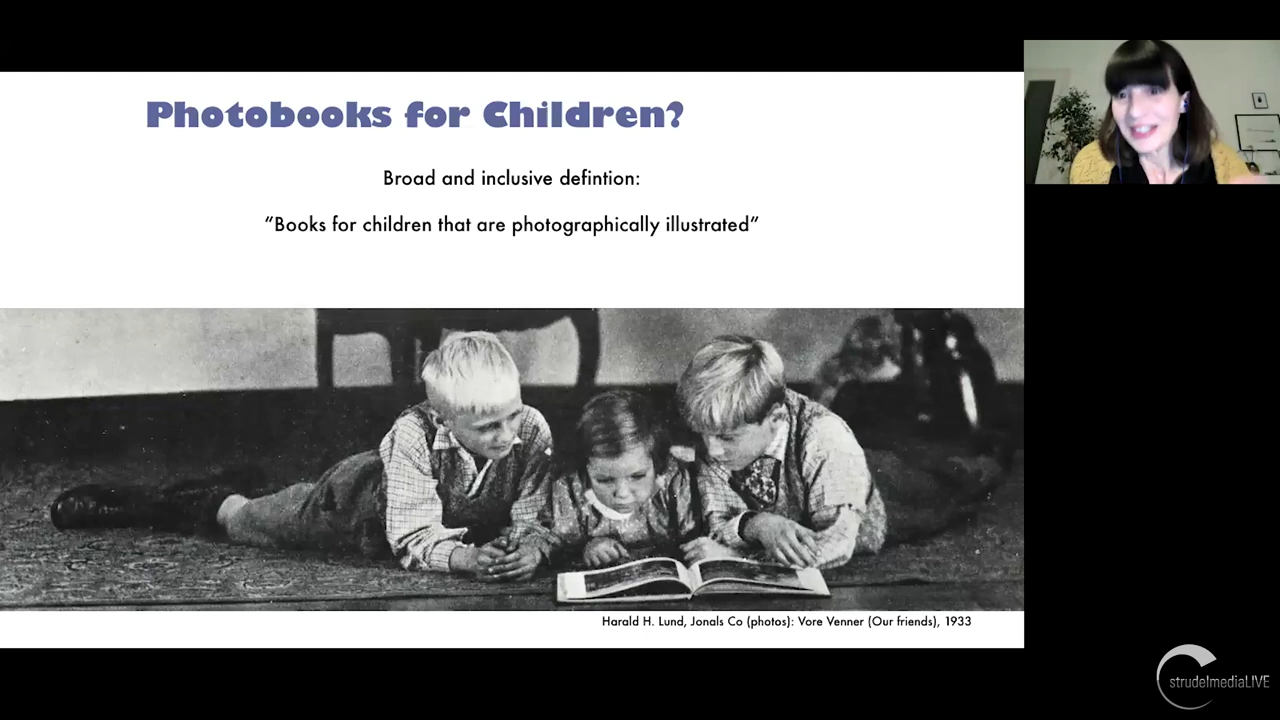 Photobooks for Children?
Broad and inclusive defintion:
"Books for children that are photographically illustrated"
Harald H. Lund, Jonals Co (photos): Vore Venner (Our friends), 1933
strudelmediaLIVE